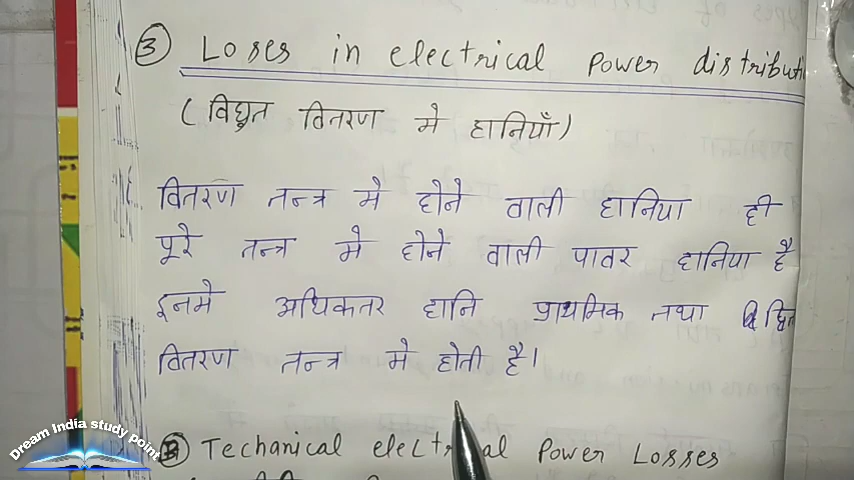 ③ Loses in electrical power distributi
(विद्युत वितरण मे हानियाँ)
वितरण तन्त्र मे होने वाली हानिया ही
पूरे तन्त्र मे होने वाली पावर हानिया है
इनमे अधिकतर हानि प्राथमिक तथा
वितरण तन्त्र मे होती है।
Techanical electrical Power Losses
Dream India study point